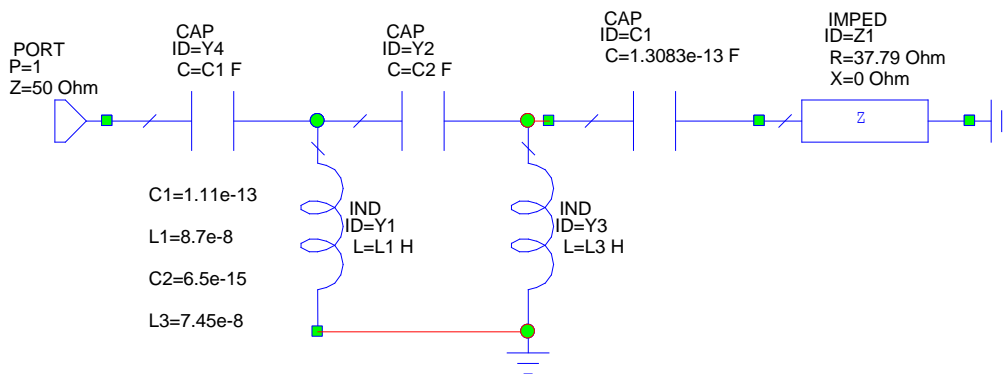 PORT
P=1
Z=50 Ohm
CAP
ID=Y4
C=C1 F
CAP
ID=Y2
C=C2 F
CAP
ID=C1
C=1.3083e-13 F
IMPED
ID=Z1
R=37.79 Ohm
X=0 Ohm
Z
C1=1.11e-13
L1=8.7e-8
C2=6.5e-15
L3=7.45e-8
IND
ID=Y1
L=L1 H
IND
ID=Y3
L=L3 H